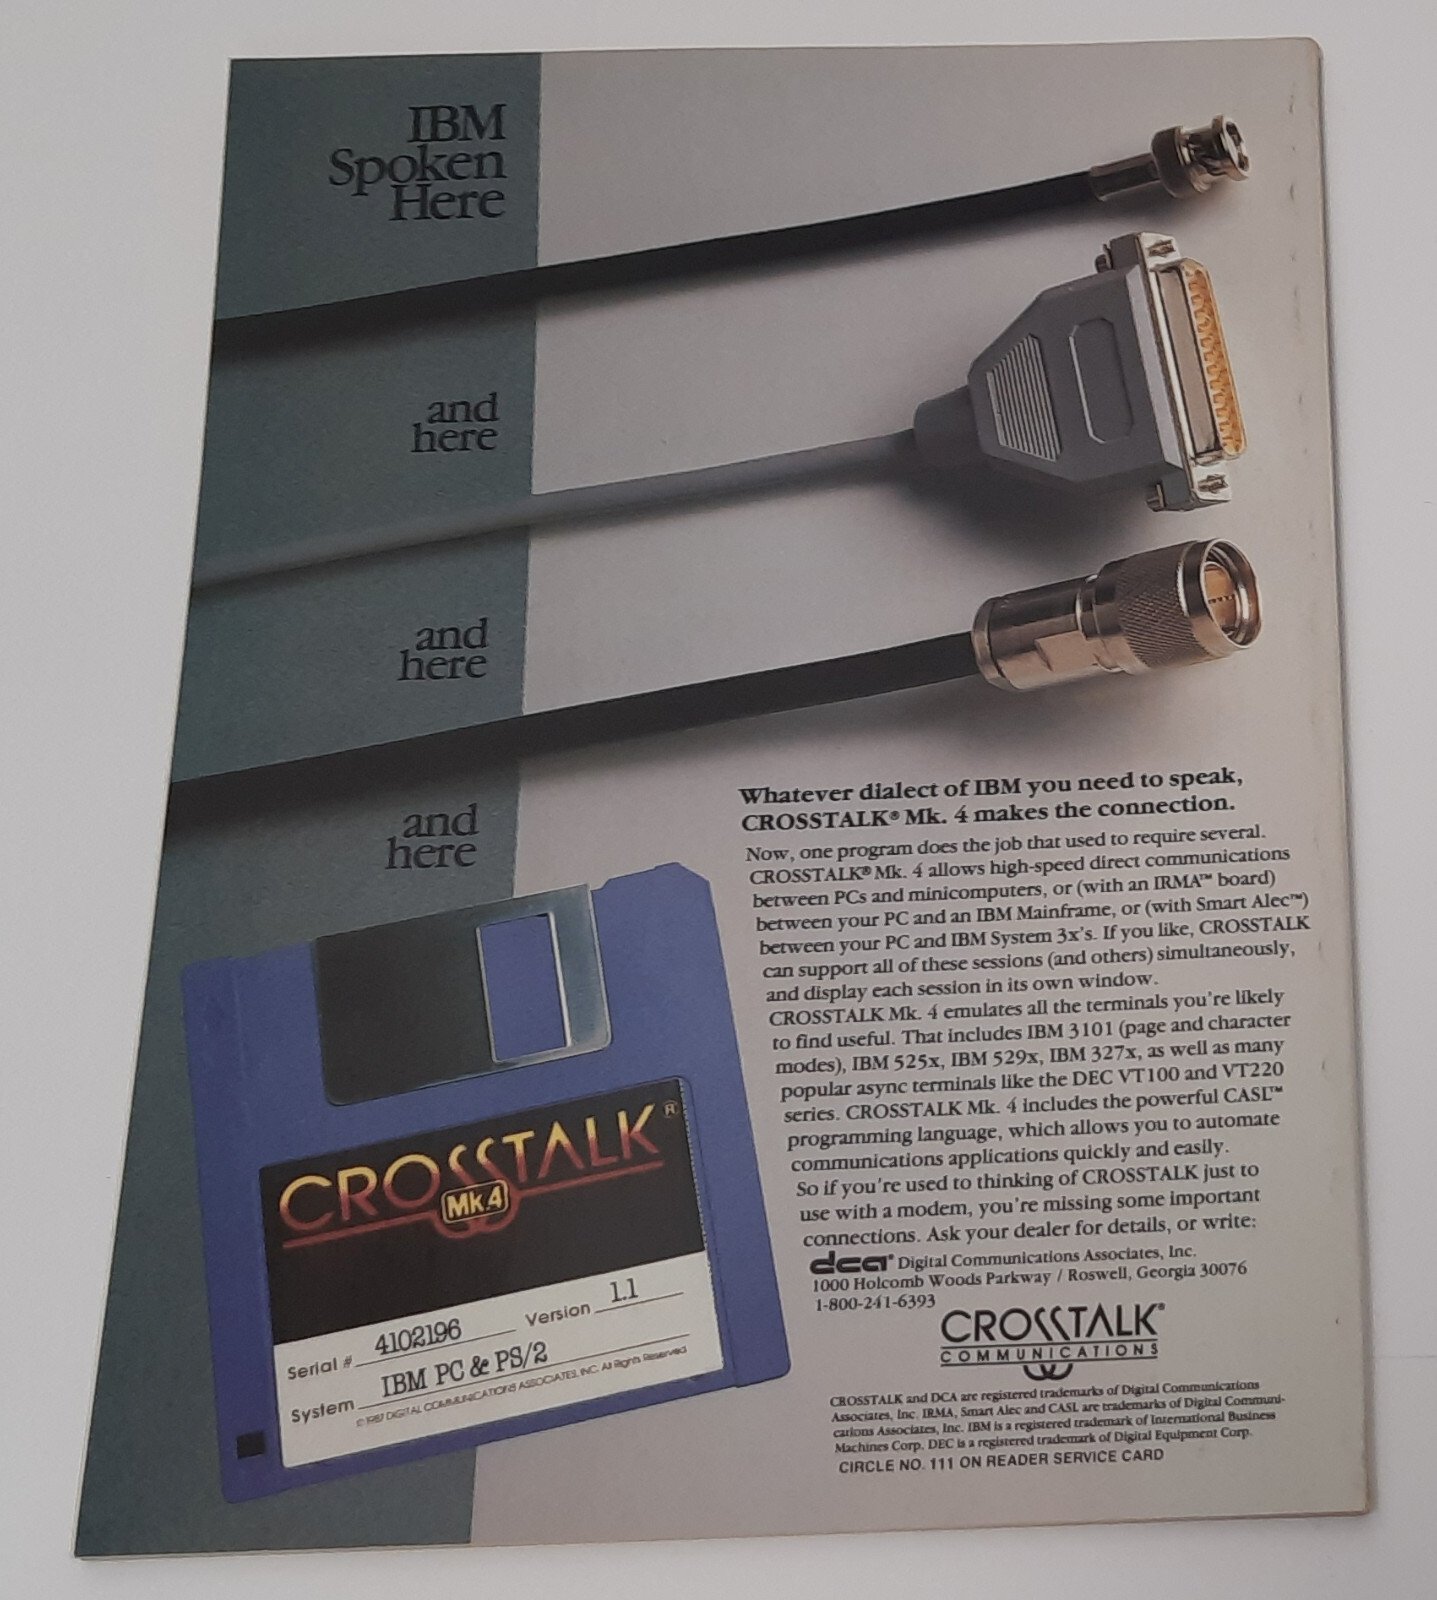 IBM
Spoken
Here
and
here
and
here
and
here
Whatever dialect of IBM you need to speak,
CROSSTALK® Mk. 4 makes the connection.
Now, one program does the job that used to require several.
CROSSTALK® Mk. 4 allows high-speed direct communications
between PCs and minicomputers, or (with an IRMA™ board)
between your PC and an IBM Mainframe, or (with Smart Alec™)
between your PC and IBM System 3x's. If you like, CROSSTALK
can support all of these sessions (and others) simultaneously,
and display each session in its own window.
CROSSTALK Mk. 4 emulates all the terminals you're likely
to find useful. That includes IBM 3101 (page and character
modes), IBM 525x, IBM 529x, IBM 327x, as well as many
popular async terminals like the DEC VT100 and VT220
series. CROSSTALK Mk. 4 includes the powerful CASL™
programming language, which allows you to automate
communications applications quickly and easily.
So if you're used to thinking of CROSSTALK just to
use with a modem, you're missing some important
connections. Ask your dealer for details, or write:
dca® Digital Communications Associates, Inc.
1000 Holcomb Woods Parkway / Roswell, Georgia 30076
1-800-241-6393
CROSSTALK®
COMMUNICATIONS
CROSSTALK and DCA are registered trademarks of Digital Communications
Associates, Inc. IRMA, Smart Alec and CASL are trademarks of Digital Communi-
cations Associates, Inc. IBM is a registered trademark of International Business
Machines Corp. DEC is a registered trademark of Digital Equipment Corp.
CIRCLE NO. 111 ON READER SERVICE CARD
CROSSTALK®
Mk.4
Serial # 4102196 Version 1.1
System IBM PC & PS/2
©1987 DIGITAL COMMUNICATIONS ASSOCIATES, INC. All Rights Reserved